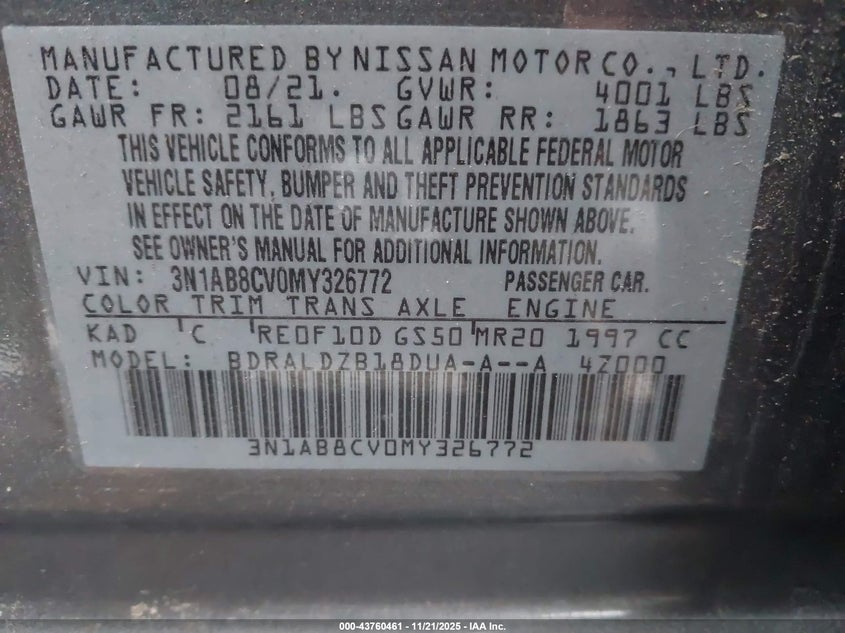 MANUFACTURED BY NISSAN MOTOR CO., LTD.
DATE: 08/21. GVWR: 4001 LBS
GAWR FR: 2161 LBS GAWR RR: 1863 LBS
THIS VEHICLE CONFORMS TO ALL APPLICABLE FEDERAL MOTOR
VEHICLE SAFETY, BUMPER AND THEFT PREVENTION STANDARDS
IN EFFECT ON THE DATE OF MANUFACTURE SHOWN ABOVE.
SEE OWNER'S MANUAL FOR ADDITIONAL INFORMATION.
VIN: 3N1AB8CV0MY326772 PASSENGER CAR.
COLOR TRIM TRANS AXLE ENGINE
KAD 'C 'RE0F10D GS50 'MR20 1997 CC
MODEL: BDRALDZB18DUA-A--A 4Z000
3N1AB8CV0MY326772
000-43760461 - 11/21/2025 - IAA Inc.